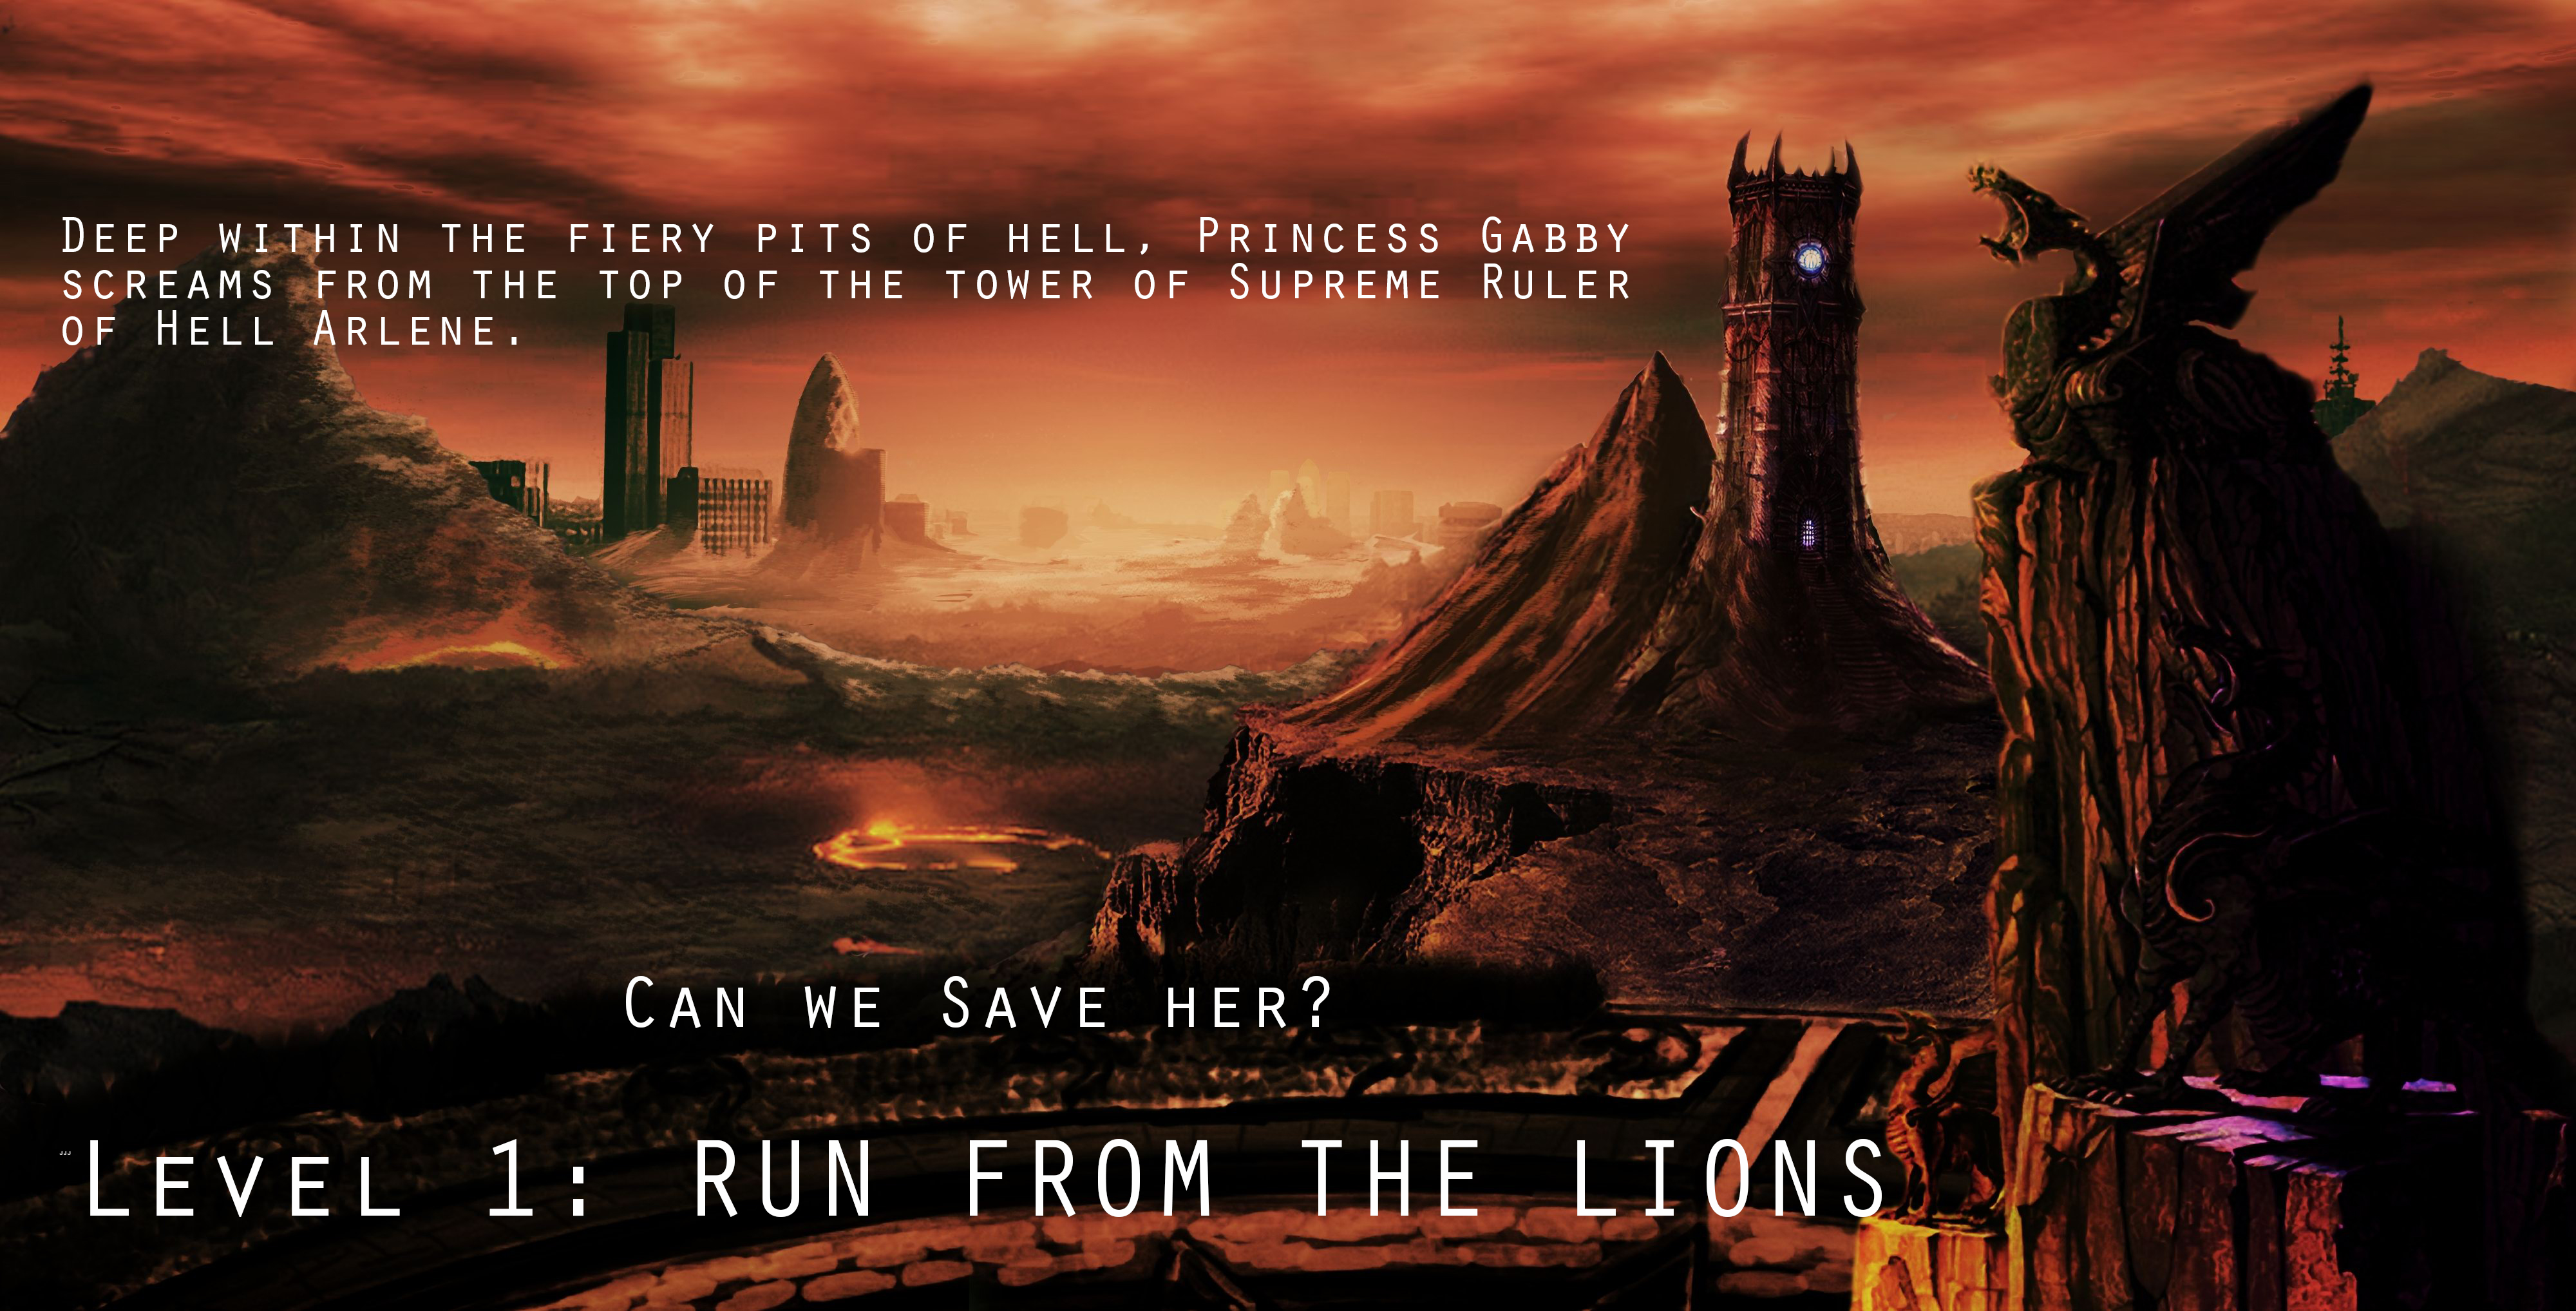 Deep within the fiery pits of hell, Princess Gabby
screams from the top of the tower of Supreme Ruler
of Hell Arlene.
Can we Save her?
Level 1: RUN FROM THE LIONS